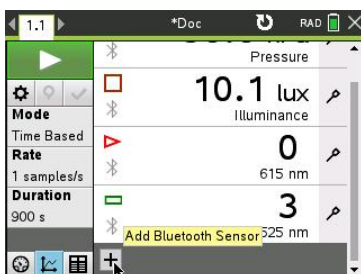 1.1 *Doc RAD
Pressure
10.1 lux
Illuminance
Mode
Time Based
0
615 nm
Rate
1 samples/s
Duration
900 s
3
525 nm
Add Bluetooth Sensor